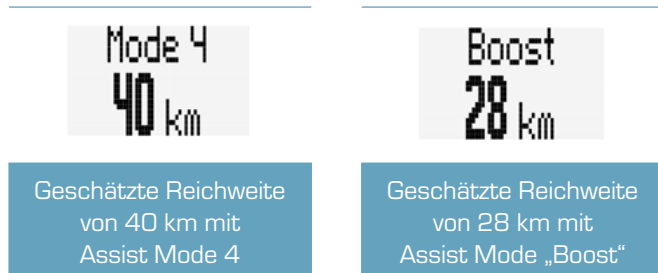 Mode 4
40 km
Geschätzte Reichweite
von 40 km mit
Assist Mode 4
Boost
28 km
Geschätzte Reichweite
von 28 km mit
Assist Mode „Boost“